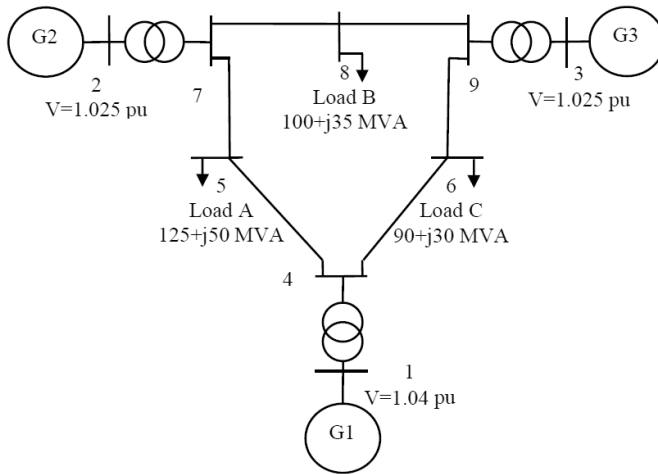 G2
G3
2
3
8
V=1.025 pu
7
Load B
9
V=1.025 pu
100+j35 MVA
5
6
Load A
Load C
125+j50 MVA
90+j30 MVA
4
1
V=1.04 pu
G1